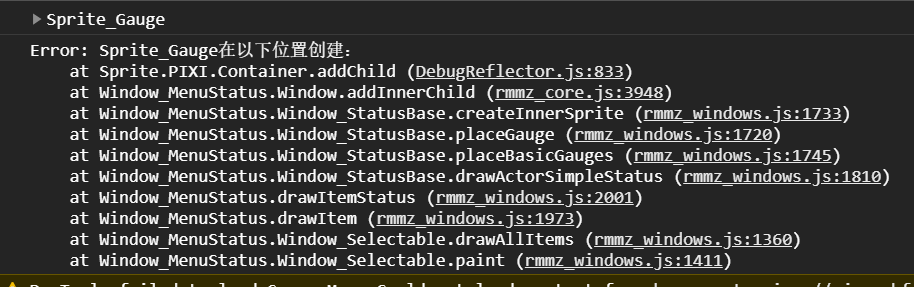 ▶ Sprite_Gauge
Error: Sprite_Gauge在以下位置创建：
at Sprite.PIXI.Container.addChild (DebugReflector.js:833)
at Window_MenuStatus.Window.addInnerChild (rmmz_core.js:3948)
at Window_MenuStatus.Window_StatusBase.createInnerSprite (rmmz_windows.js:1733)
at Window_MenuStatus.Window_StatusBase.placeGauge (rmmz_windows.js:1720)
at Window_MenuStatus.Window_StatusBase.placeBasicGauges (rmmz_windows.js:1745)
at Window_MenuStatus.Window_StatusBase.drawActorSimpleStatus (rmmz_windows.js:1810)
at Window_MenuStatus.drawItemStatus (rmmz_windows.js:2001)
at Window_MenuStatus.drawItem (rmmz_windows.js:1973)
at Window_MenuStatus.Window_Selectable.drawAllItems (rmmz_windows.js:1360)
at Window_MenuStatus.Window_Selectable.paint (rmmz_windows.js:1411)